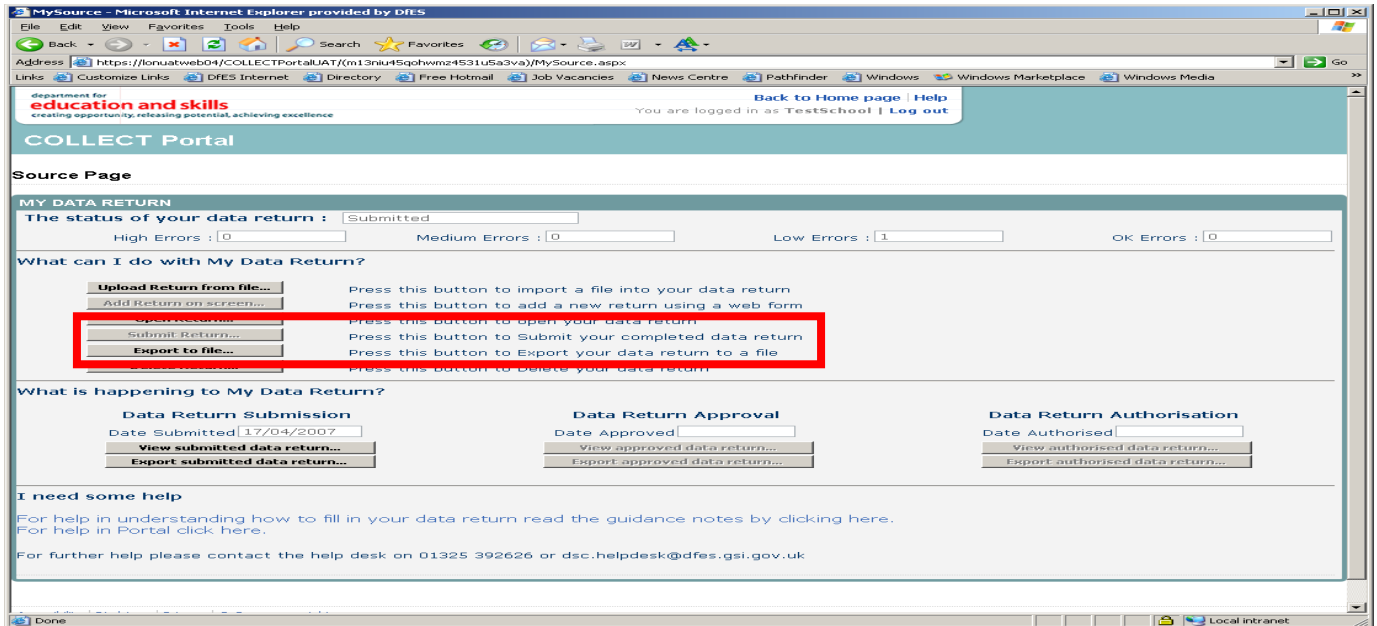 MySource - Microsoft Internet Explorer provided by DfES
File Edit View Favorites Tools Help
Back Search Favorites
Address https://lonuatweb04/COLLECTPortalUAT/(m13niu45qohwmz4531u5a3va)/MySource.aspx Go
Links Customize Links DfES Internet Directory Free Hotmail Job Vacancies News Centre Pathfinder Windows Windows Marketplace Windows Media »
department for
education and skills
creating opportunity, releasing potential, achieving excellence
Back to Home page | Help
You are logged in as TestSchool | Log out
COLLECT Portal
Source Page
MY DATA RETURN
The status of your data return : Submitted
High Errors : 0 Medium Errors : 0 Low Errors : 1 OK Errors : 0
What can I do with My Data Return?
Upload Return from file... Press this button to import a file into your data return
Add Return on screen... Press this button to add a new return using a web form
Open Return... Press this button to open your data return
Submit Return... Press this button to Submit your completed data return
Export to file... Press this button to Export your data return to a file
Delete Return... Press this button to Delete your data return
What is happening to My Data Return?
Data Return Submission Data Return Approval Data Return Authorisation
Date Submitted 17/04/2007 Date Approved Date Authorised
View submitted data return... View approved data return... View authorised data return...
Export submitted data return... Export approved data return... Export authorised data return...
I need some help
For help in understanding how to fill in your data return read the guidance notes by clicking here.
For help in Portal click here.
For further help please contact the help desk on 01325 392626 or dsc.helpdesk@dfes.gsi.gov.uk
Done Local intranet